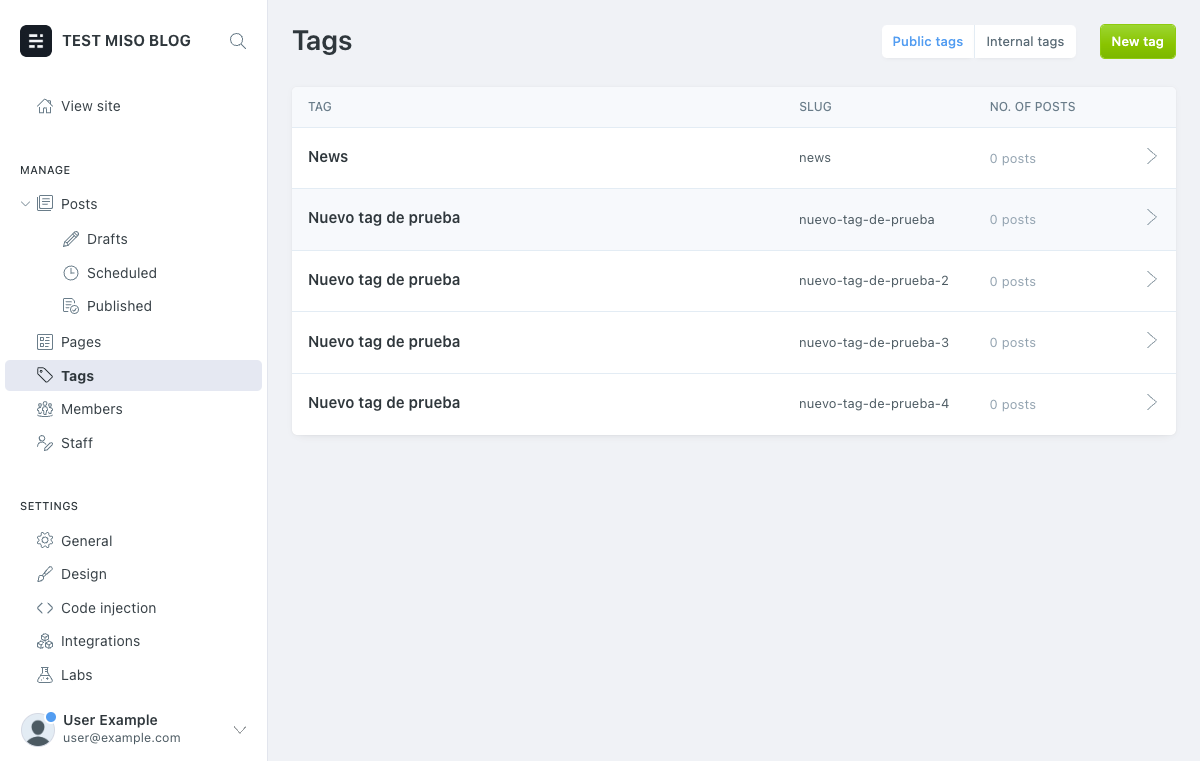 TEST MISO BLOG
View site
MANAGE
Posts
Drafts
Scheduled
Published
Pages
Tags
Members
Staff
SETTINGS
General
Design
Code injection
Integrations
Labs
User Example
user@example.com
Tags
Public tags Internal tags New tag
TAG SLUG NO. OF POSTS
News news 0 posts
Nuevo tag de prueba nuevo-tag-de-prueba 0 posts
Nuevo tag de prueba nuevo-tag-de-prueba-2 0 posts
Nuevo tag de prueba nuevo-tag-de-prueba-3 0 posts
Nuevo tag de prueba nuevo-tag-de-prueba-4 0 posts